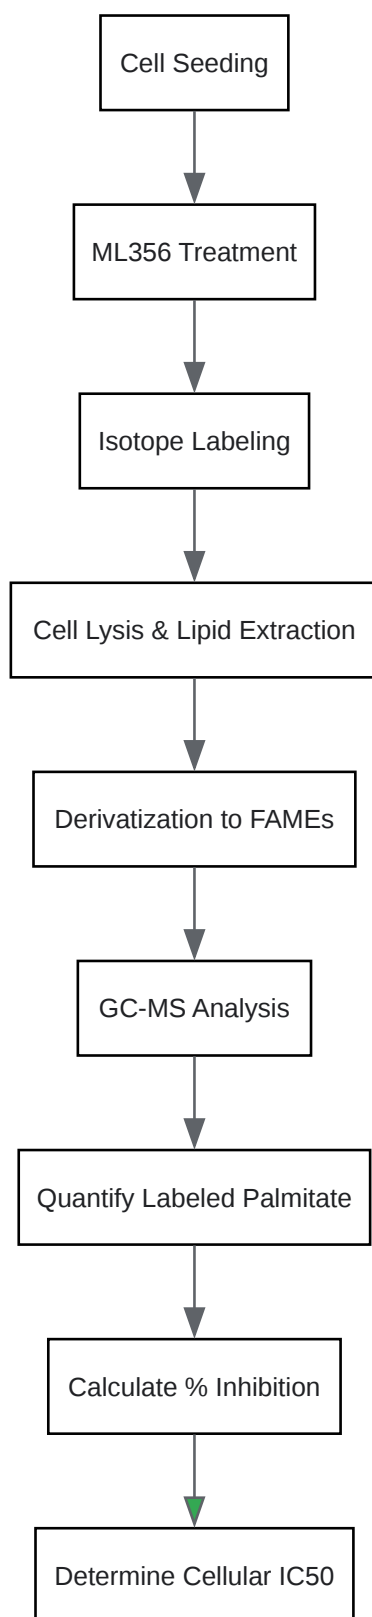 Cell Seeding
ML356 Treatment
Isotope Labeling
Cell Lysis & Lipid Extraction
Derivatization to FAMEs
GC-MS Analysis
Quantify Labeled Palmitate
Calculate % Inhibition
Determine Cellular IC50